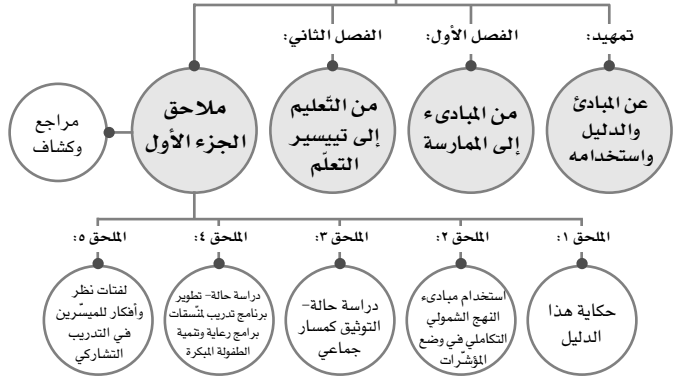 تمهيد:
عن المبادئ
والدليل
واستخدامه
الفصل الأول:
من المبادىء
إلى الممارسة
الفصل الثاني:
من التّعليم
إلى تييسير
التعلّم
ملاحق
الجزء الأول
مراجع
وكشاف
الملحق ١:
حكاية هذا
الدليل
الملحق ٢:
استخدام مبادىء
النهج الشمولي
التكاملي في وضع
المؤشّرات
الملحق ٣:
دراسة حالة-
التوثيق كمسار
جماعي
الملحق ٤:
دراسة حالة- تطوير
برنامج تدريب لمنّسقات
برامج رعاية وتنمية
الطفولة المبكرة
الملحق ٥:
لفتات نظر
وأفكار للميسّرين
في التدريب
التشاركي